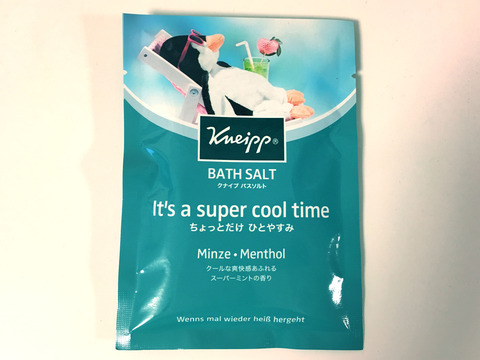 Kneipp®
BATH SALT
クナイプ バスソルト
It's a super cool time
ちょっとだけ ひとやすみ
Minze・Menthol
クールな爽快感あふれる
スーパーミントの香り
Wenns mal wieder heiß hergeht